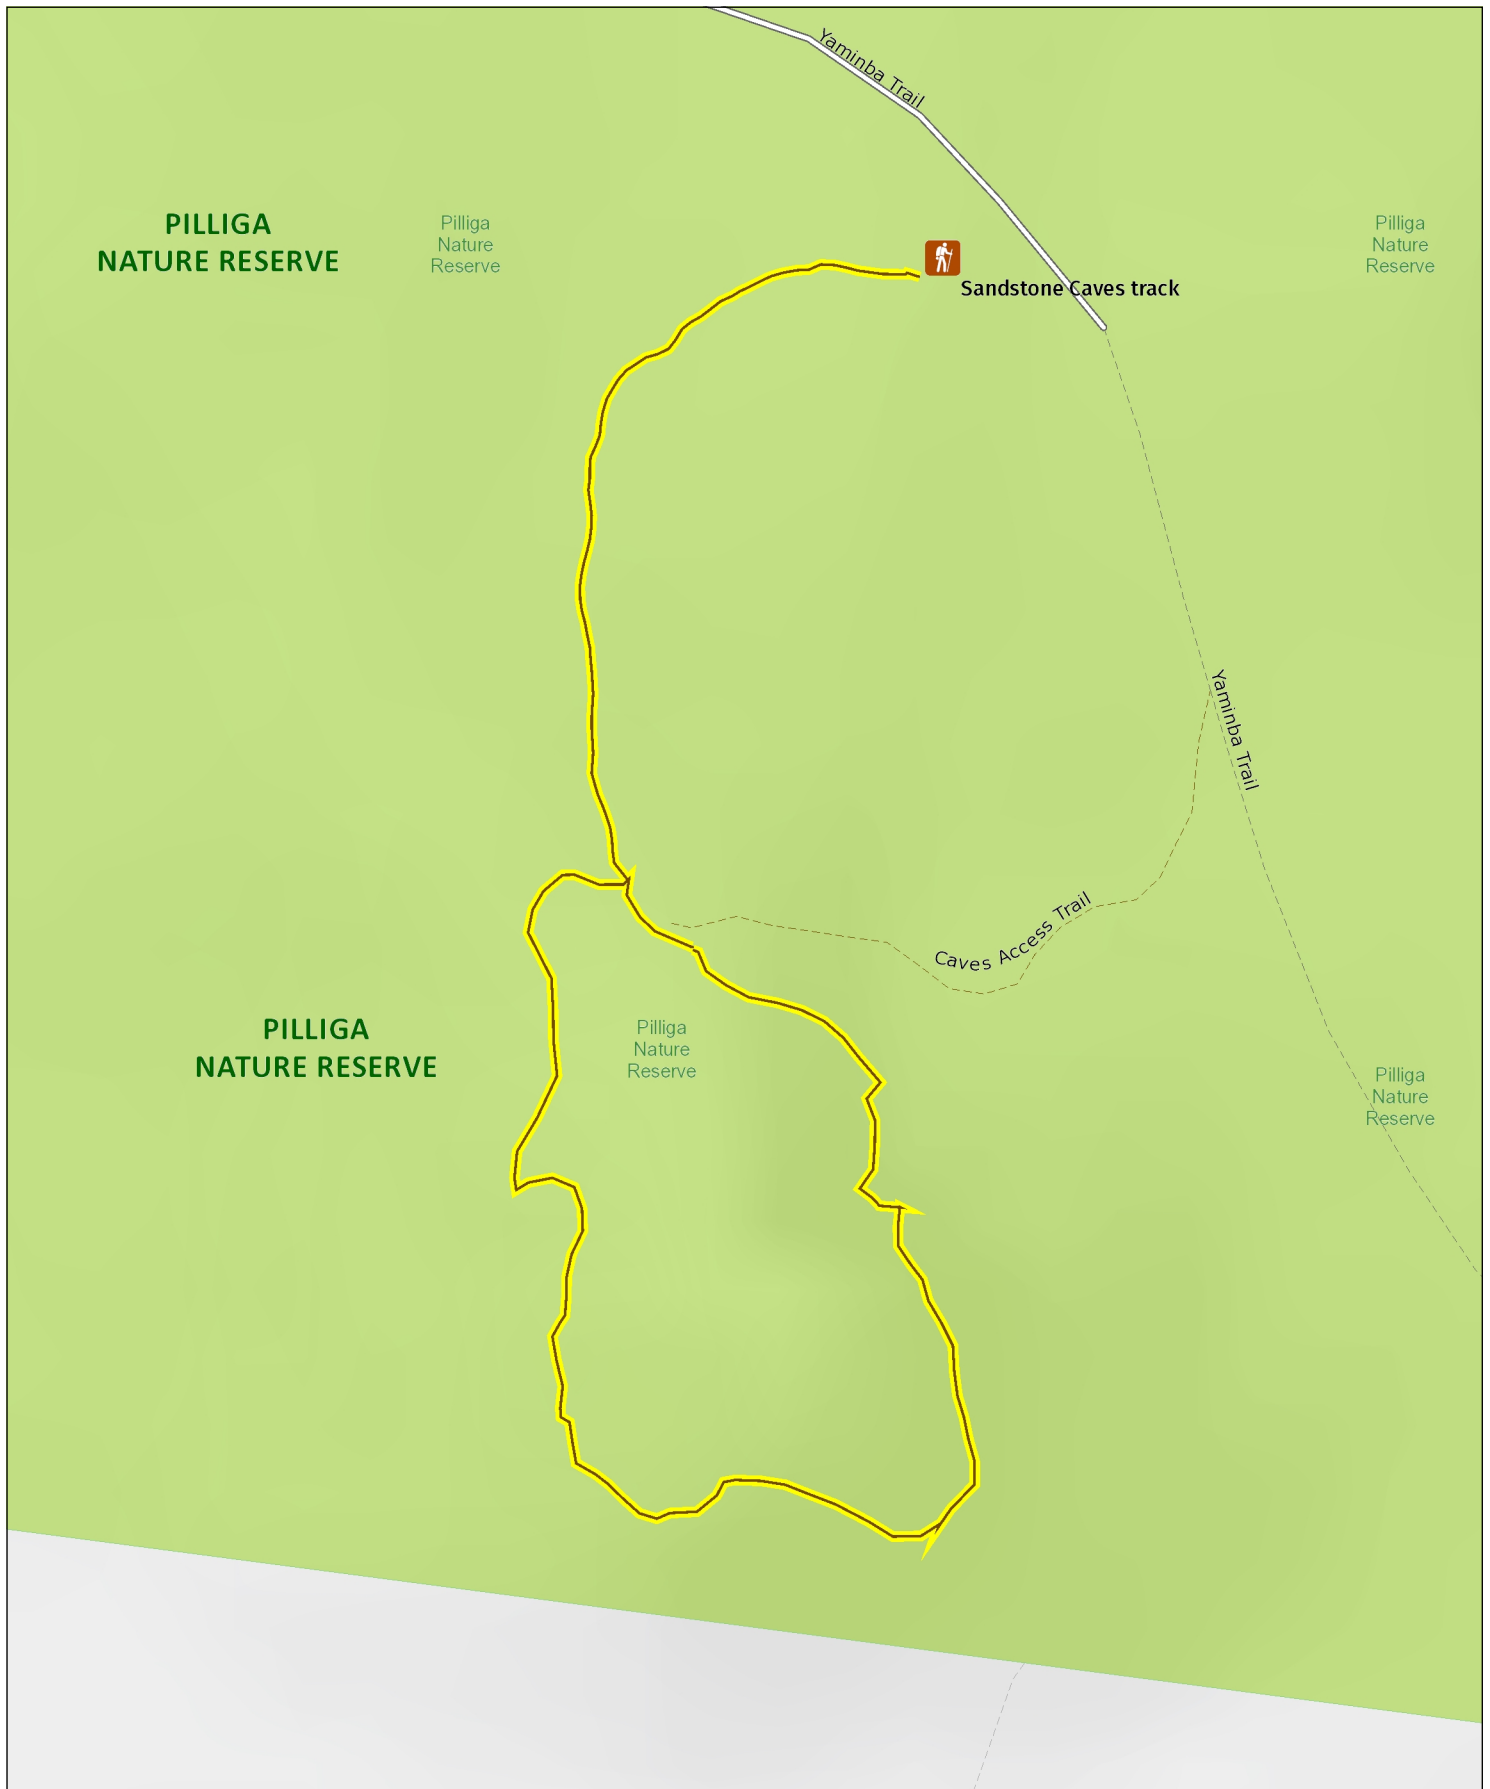 Yaminba Trail
PILLIGA
NATURE RESERVE
Pilliga
Nature
Reserve
Pilliga
Nature
Reserve
Sandstone Caves track
Yaminba Trail
Caves Access Trail
PILLIGA
NATURE RESERVE
Pilliga
Nature
Reserve
Pilliga
Nature
Reserve